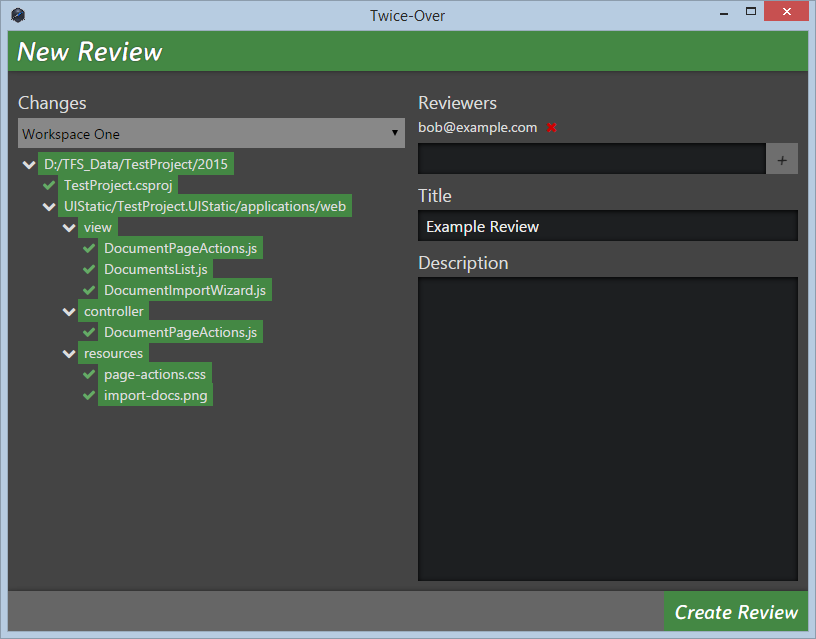 Twice-Over
New Review
Changes
Workspace One
D:/TFS_Data/TestProject/2015
TestProject.csproj
UIStatic/TestProject.UIStatic/applications/web
view
DocumentPageActions.js
DocumentsList.js
DocumentImportWizard.js
controller
DocumentPageActions.js
resources
page-actions.css
import-docs.png
Reviewers
bob@example.com
+
Title
Example Review
Description
Create Review